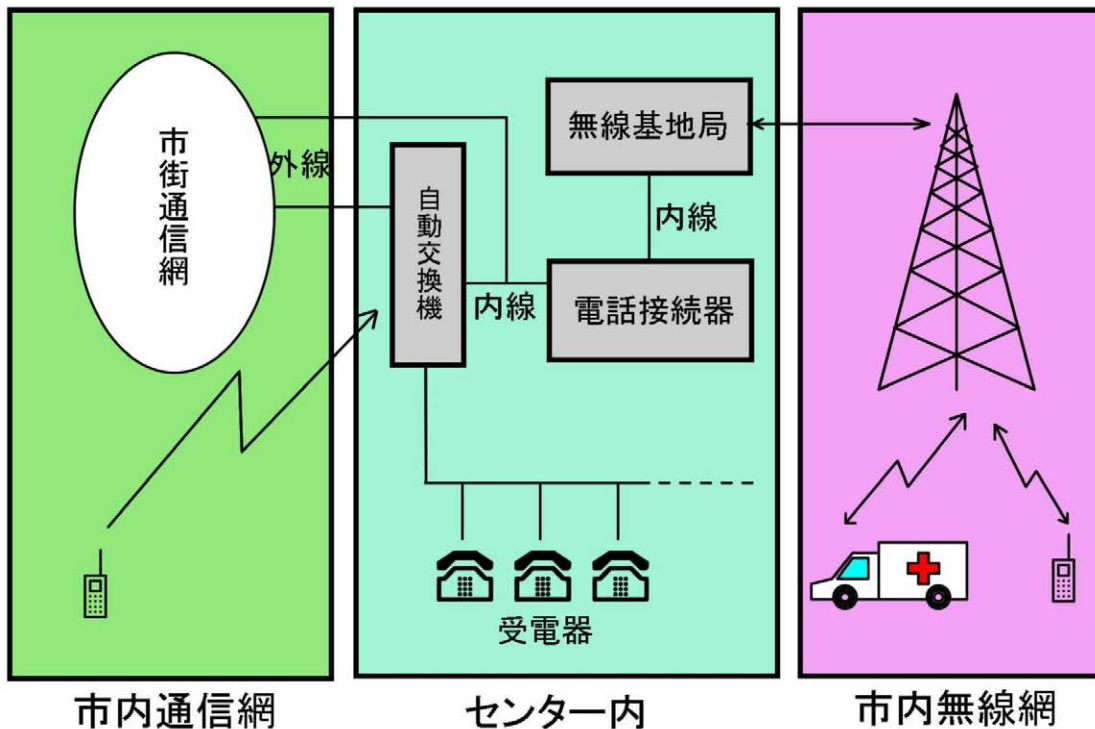 市街通信網
外線
自動交換機
内線
無線基地局
内線
電話接続器
受電器
市内通信網
センター内
市内無線網